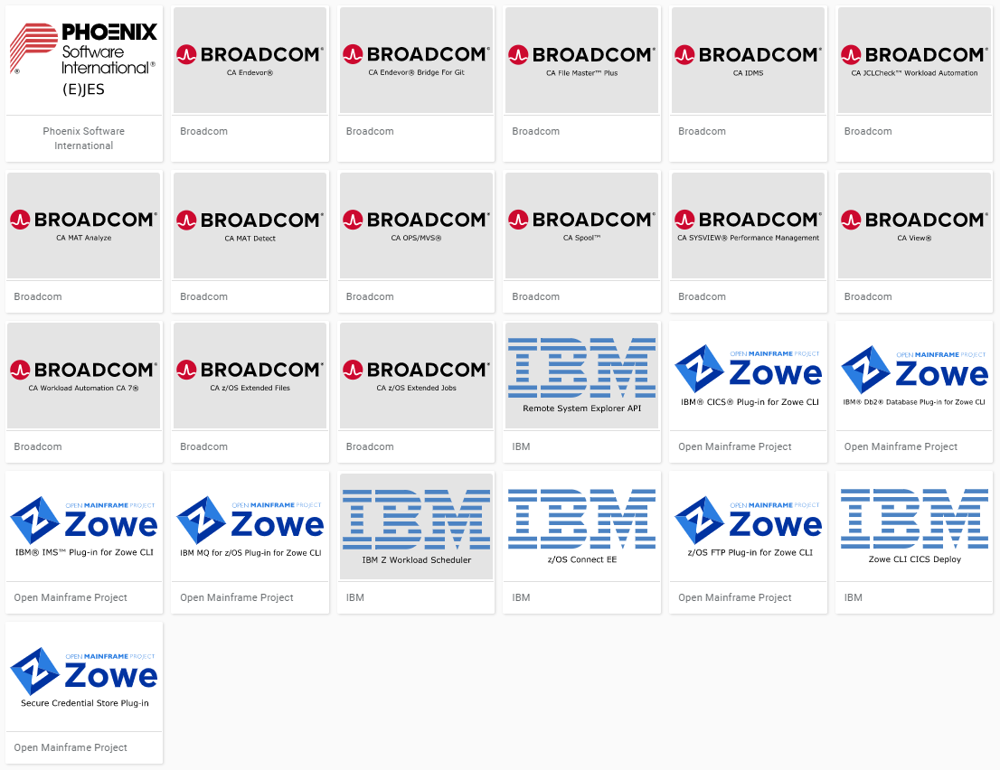 PHOENIX
Software
International®
®
(E)JES
Phoenix Software
International
BROADCOM®
CA Endevor®
Broadcom
BROADCOM®
CA Endevor® Bridge For Git
Broadcom
BROADCOM®
CA File Master™ Plus
Broadcom
BROADCOM®
CA IDMS
Broadcom
BROADCOM®
CA JCLCheck™ Workload Automation
Broadcom
BROADCOM®
CA MAT Analyze
Broadcom
BROADCOM®
CA MAT Detect
Broadcom
BROADCOM®
CA OPS/MVS®
Broadcom
BROADCOM®
CA Spool™
Broadcom
BROADCOM®
CA SYSVIEW® Performance Management
Broadcom
BROADCOM®
CA View®
Broadcom
BROADCOM®
CA Workload Automation CA 7®
Broadcom
BROADCOM®
CA z/OS Extended Files
Broadcom
BROADCOM®
CA z/OS Extended Jobs
Broadcom
IBM
Remote System Explorer API
IBM
OPEN MAINFRAME PROJECT
Zowe
IBM® CICS® Plug-in for Zowe CLI
Open Mainframe Project
OPEN MAINFRAME PROJECT
Zowe
IBM® Db2® Database Plug-in for Zowe CLI
Open Mainframe Project
OPEN MAINFRAME PROJECT
Zowe
IBM® IMS™ Plug-in for Zowe CLI
Open Mainframe Project
OPEN MAINFRAME PROJECT
Zowe
IBM MQ for z/OS Plug-in for Zowe CLI
Open Mainframe Project
IBM
IBM Z Workload Scheduler
IBM
IBM
z/OS Connect EE
IBM
OPEN MAINFRAME PROJECT
Zowe
z/OS FTP Plug-in for Zowe CLI
Open Mainframe Project
IBM
Zowe CLI CICS Deploy
IBM
OPEN MAINFRAME PROJECT
Zowe
Secure Credential Store Plug-in
Open Mainframe Project